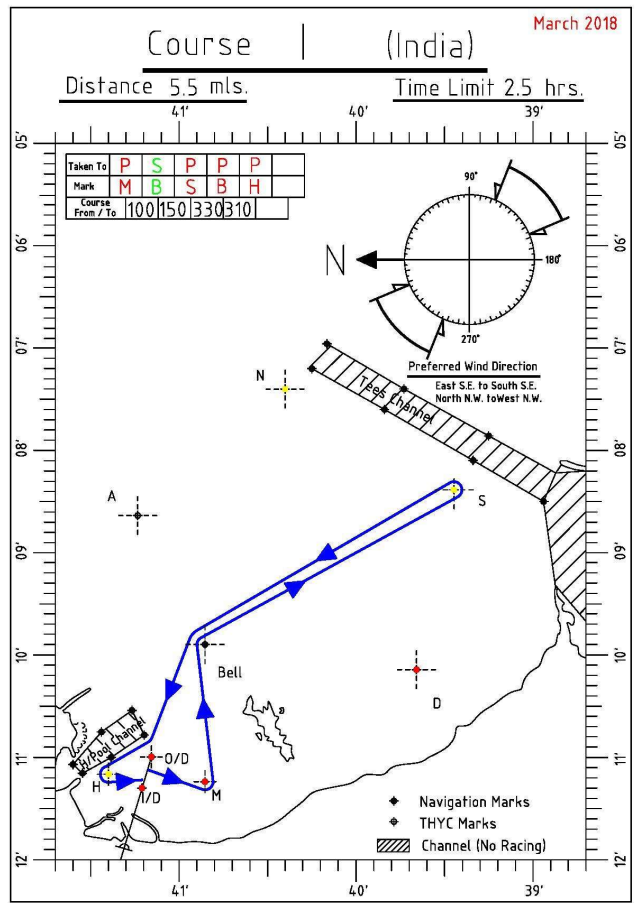 March 2018
Course | (India)
Distance 5.5 mls.
Time Limit 2.5 hrs.
41' 40' 39'
05'
05'
Taken To P S P P P
Mark M B S B H
Course From / To 100 150 330 310
90°
N
180°
270°
06'
06'
07'
07'
Preferred Wind Direction
East S.E. to South S.E.
North N.W. toWest N.W.
N
Tees Channel
08'
08'
A
S
09'
09'
10'
10'
Bell
D
H/Pool Channel
11'
11'
O/D
H
I/D
M
Navigation Marks
THYC Marks
Channel (No Racing)
12'
12'
41' 40' 39'